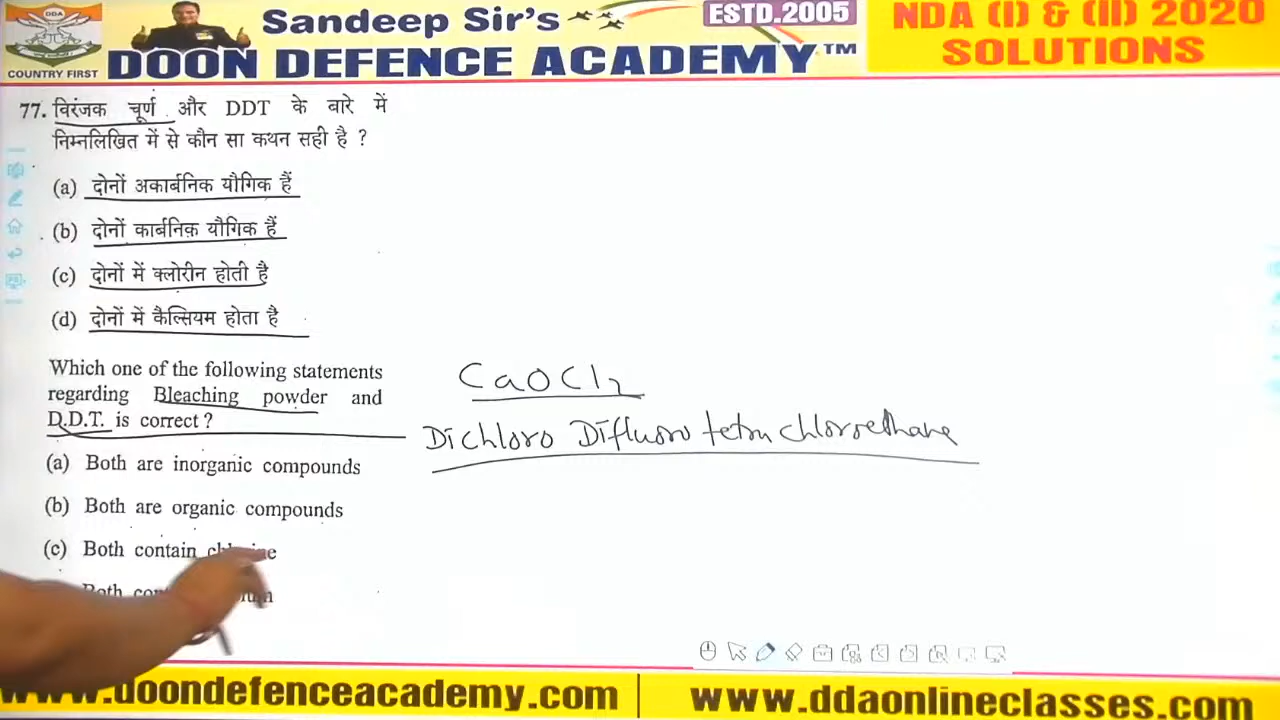 DDA
COUNTRY FIRST
Sandeep Sir's
ESTD.2005
DOON DEFENCE ACADEMY™
NDA (I) & (II) 2020
SOLUTIONS
77. विरंजक चूर्ण और DDT के बारे में
निम्नलिखित में से कौन सा कथन सही है ?
(a) दोनों अकार्बनिक यौगिक हैं
(b) दोनों कार्बनिक यौगिक हैं
(c) दोनों में क्लोरीन होती है
(d) दोनों में कैल्सियम होता है
Which one of the following statements
regarding Bleaching powder and
D.D.T. is correct ?
(a) Both are inorganic compounds
(b) Both are organic compounds
(c) Both contain
Both
CaOCl2
Dichloro Difluoro tetra chloroethane
www.doondefenceacademy.com
www.ddaonlineclasses.com